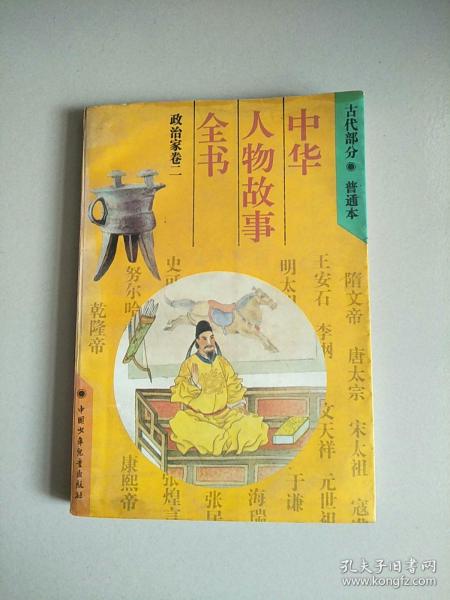 古代部分 普通本
中华
人物故事
全书
政治家卷二
隋文帝 唐太宗 宋太祖 寇
王安石 李纲 文天祥 元世祖
明太 于谦
海瑞
张居
史可 张煌言
努尔哈 康熙帝
乾隆帝
中国少年儿童出版社
孔夫子旧书网
www.kongfz.com